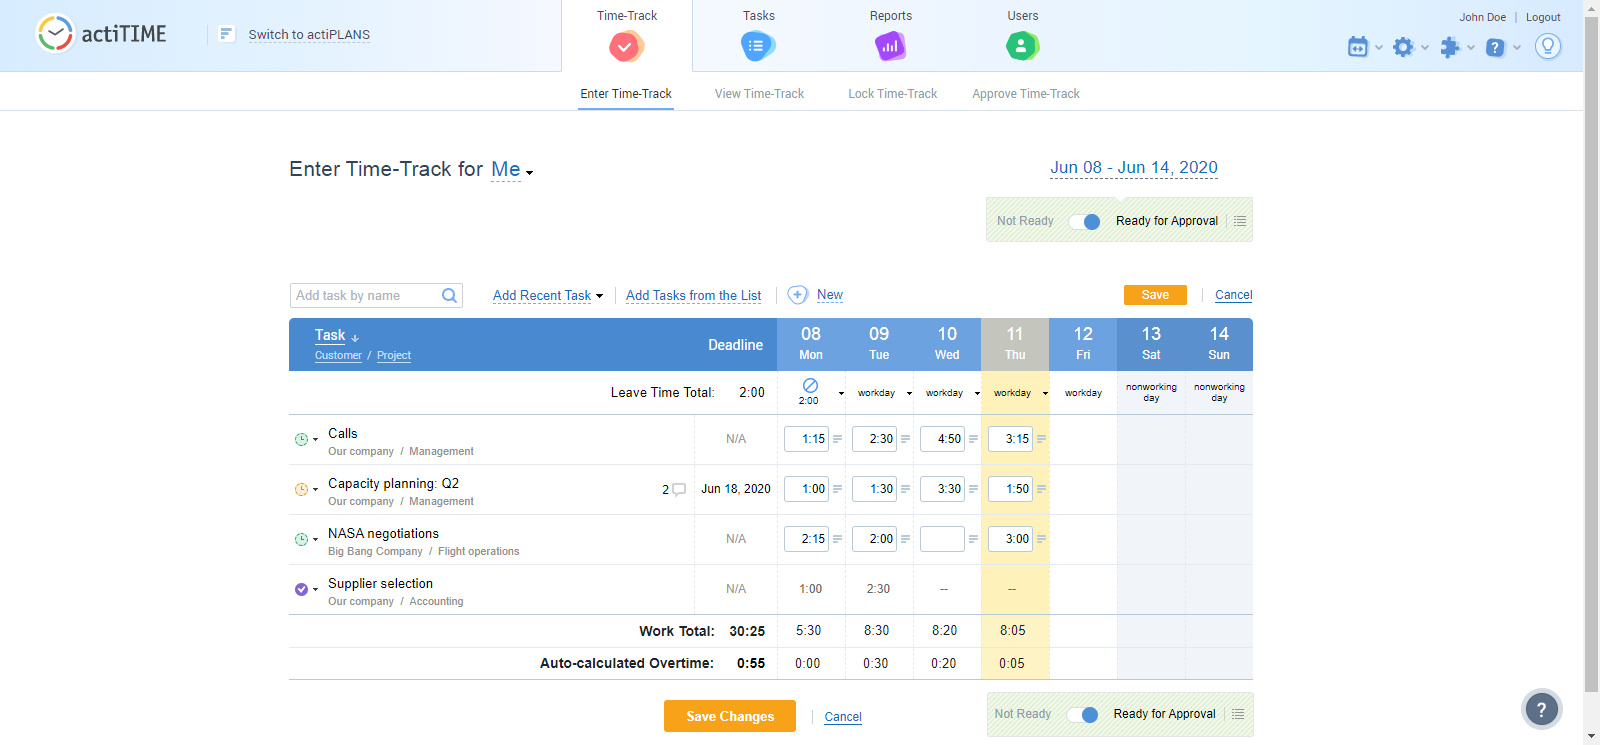 actiTIME
Switch to actiPLANS
Time-Track Tasks Reports Users
John Doe | Logout
Enter Time-Track View Time-Track Lock Time-Track Approve Time-Track
Enter Time-Track for Me
Jun 08 - Jun 14, 2020
Not Ready Ready for Approval
Add task by name
Add Recent Task Add Tasks from the List New Save Cancel
Task 08 09 10 11 12 13 14
Customer / Project Deadline Mon Tue Wed Thu Fri Sat Sun
Leave Time Total: 2:00 2:00 workday workday workday workday nonworking day nonworking day
Calls N/A 1:15 2:30 4:50 3:15
Our company / Management
Capacity planning: Q2 2 Jun 18, 2020 1:00 1:30 3:30 1:50
Our company / Management
NASA negotiations N/A 2:15 2:00 3:00
Big Bang Company / Flight operations
Supplier selection N/A 1:00 2:30 -- --
Our company / Accounting
Work Total: 30:25 5:30 8:30 8:20 8:05
Auto-calculated Overtime: 0:55 0:00 0:30 0:20 0:05
Save Changes Cancel Not Ready Ready for Approval
?